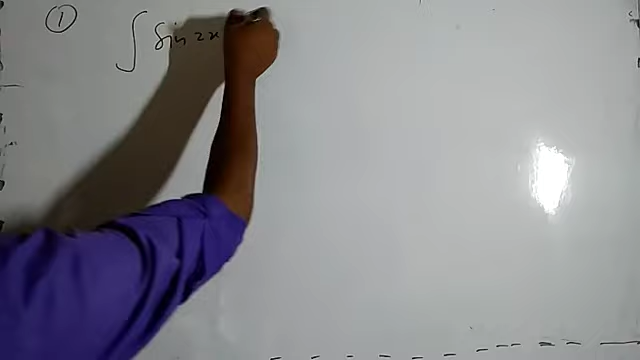 ① ∫ Sin 2x